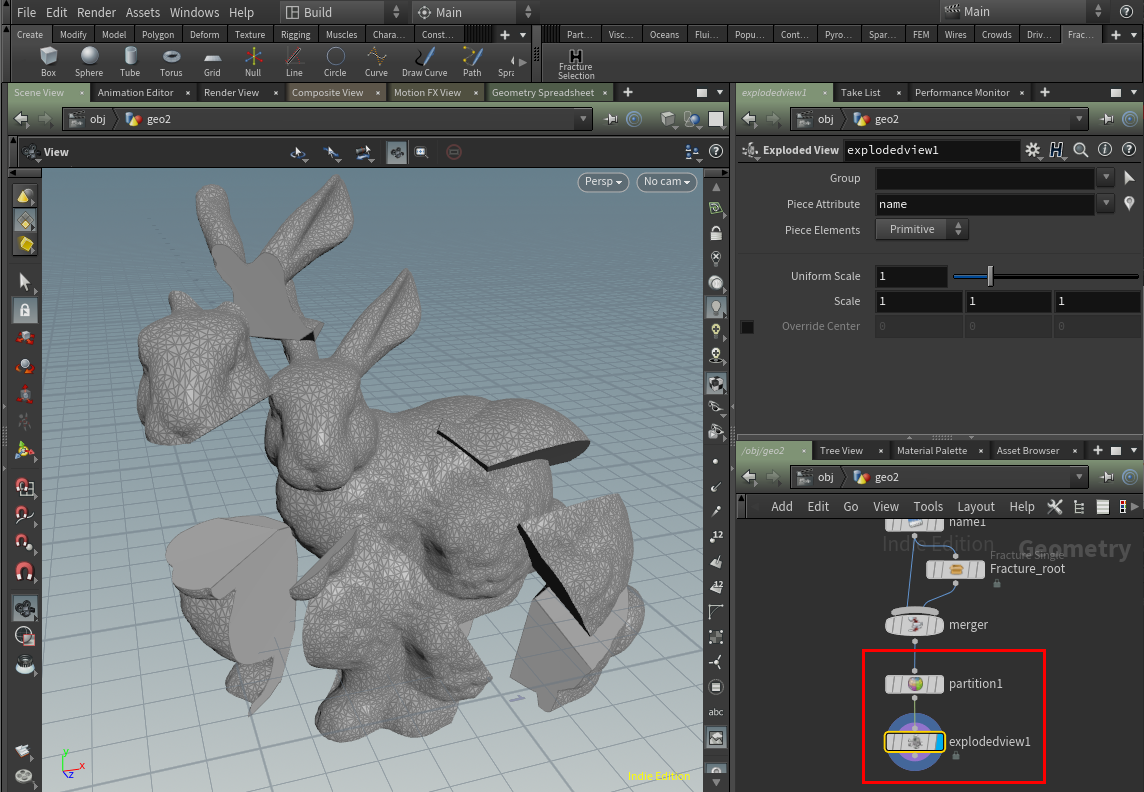 File Edit Render Assets Windows Help Build Main Main
Create Modify Model Polygon Deform Texture Rigging Muscles Chara... Const... Part... Visc... Oceans Flui... Popu... Cont... Pyro... Spar... FEM Wires Crowds Driv... Frac...
Box Sphere Tube Torus Grid Null Line Circle Curve Draw Curve Path Spra
Fracture
Selection
Scene View Animation Editor Render View Composite View Motion FX View Geometry Spreadsheet
obj geo2
View
Persp No cam
Indie Edition
y
x
z
1
12
12
abc
explodedview1 Take List Performance Monitor
obj geo2
Exploded View explodedview1
Group
Piece Attribute name
Piece Elements Primitive
Uniform Scale 1
Scale 1 1 1
Override Center 0 0 0
/obj/geo2 Tree View Material Palette Asset Browser
obj geo2
Add Edit Go View Tools Layout Help
name1
Indie Edition Geometry
Fracture Single
Fracture_root
merger
partition1
explodedview1